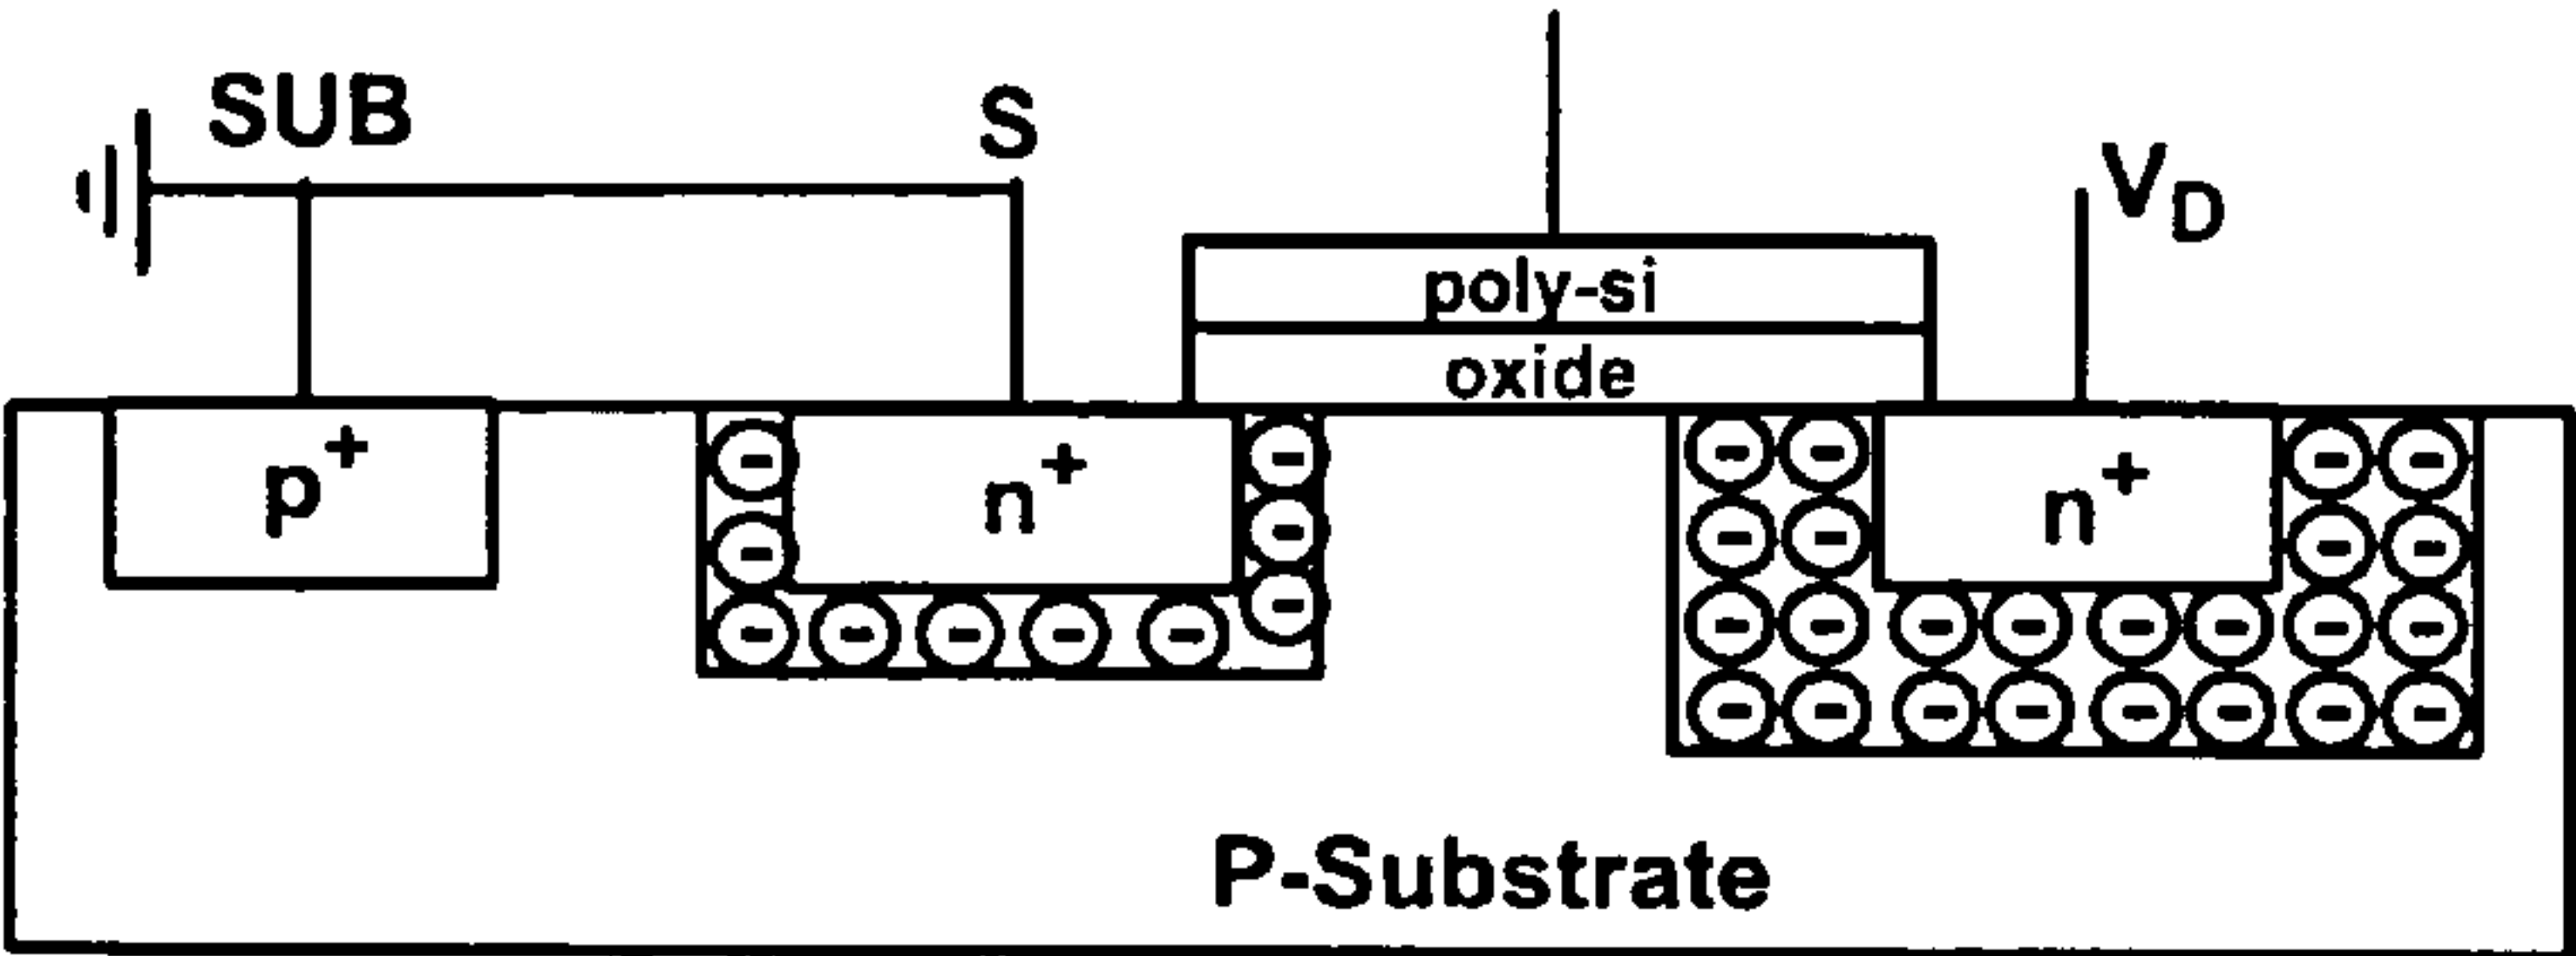 SUB
S
V_D
poly-si
oxide
p⁺
n⁺
n⁺
P-Substrate